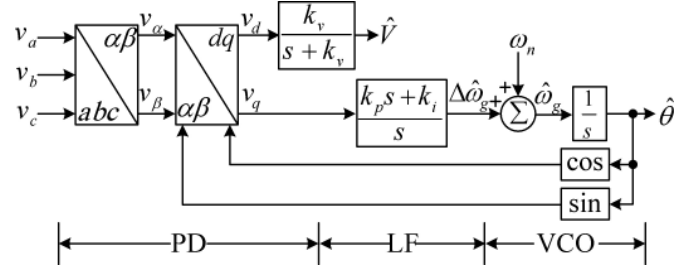 v_a
v_b
v_c
αβ
abc
v_α
v_β
dq
αβ
v_d
v_q
k_v
s + k_v
V̂
k_p s + k_i
s
Δω̂_g
+
+
ω_n
Σ
ω̂_g
1
s
θ̂
cos
sin
PD
LF
VCO